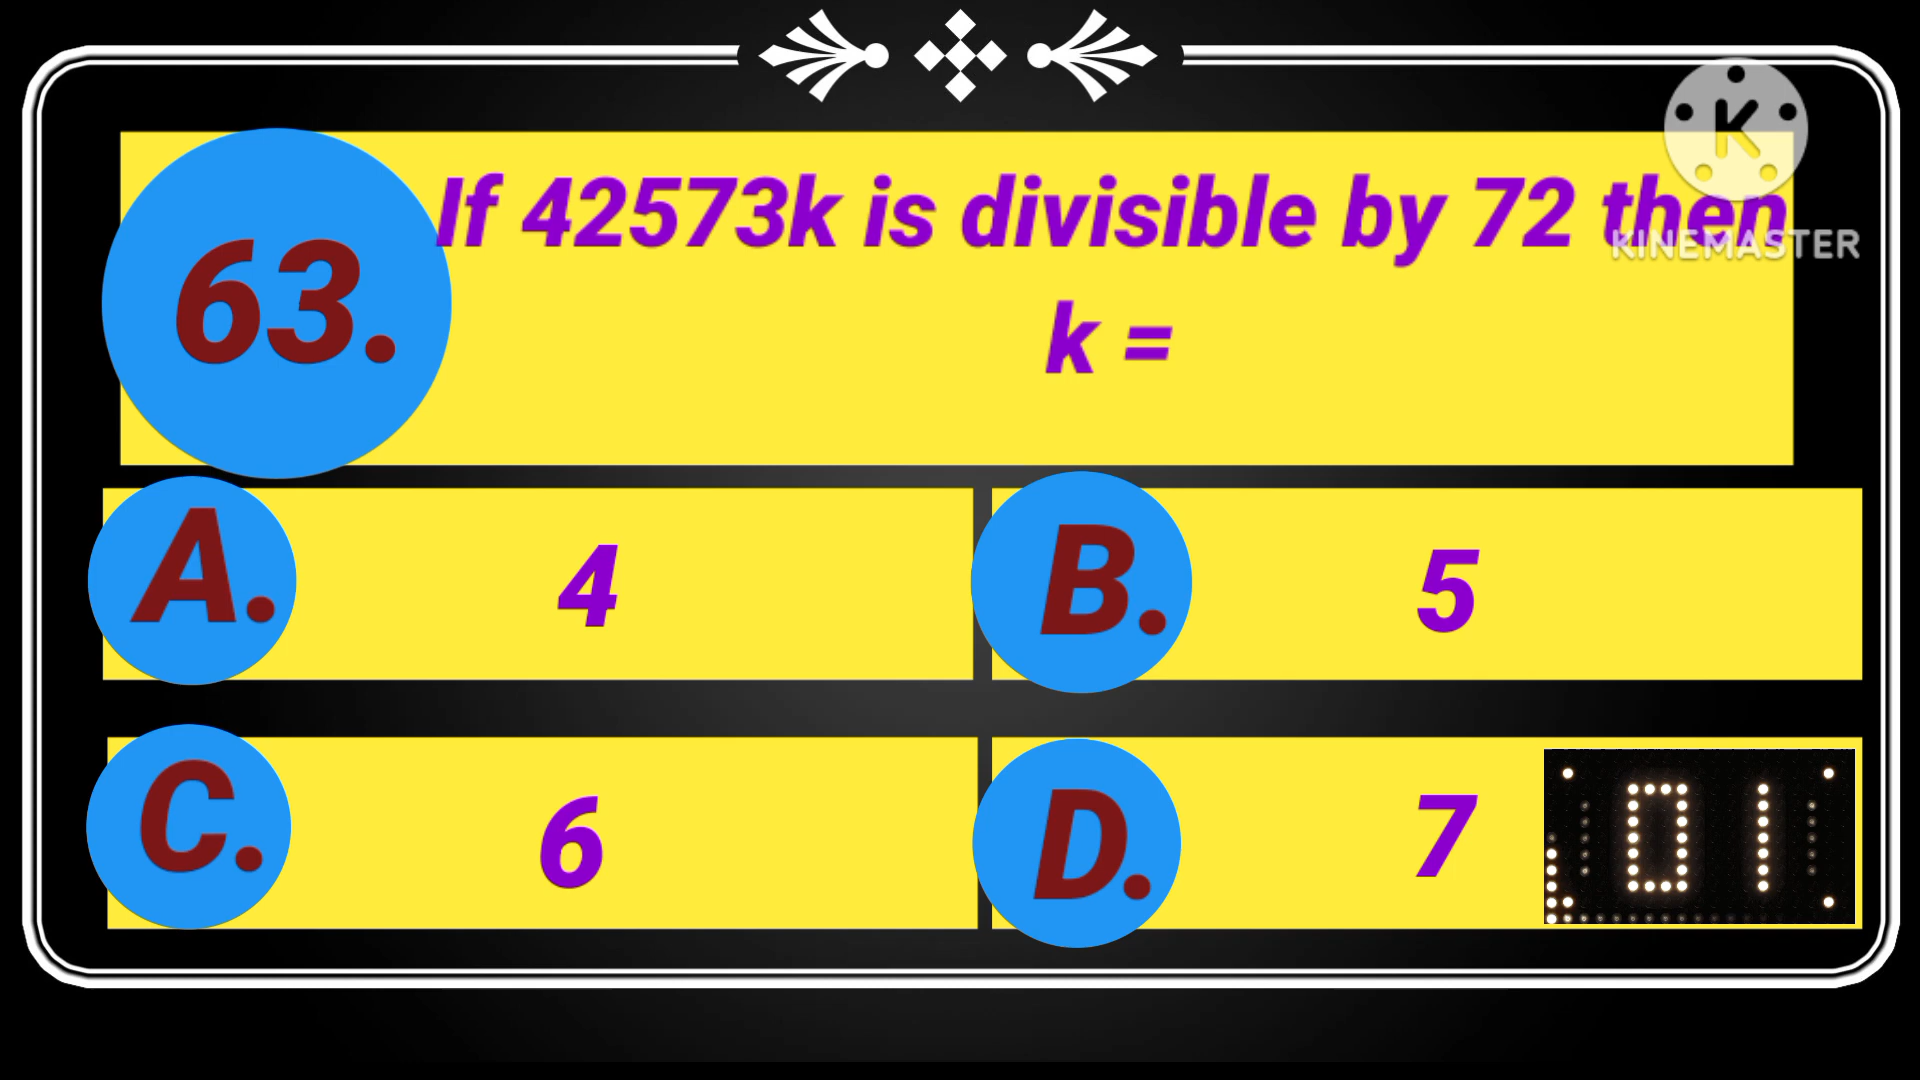 If 42573k is divisible by 72 then
k =
63.
A. 4
B. 5
C. 6
D. 7
01
K
KINEMASTER